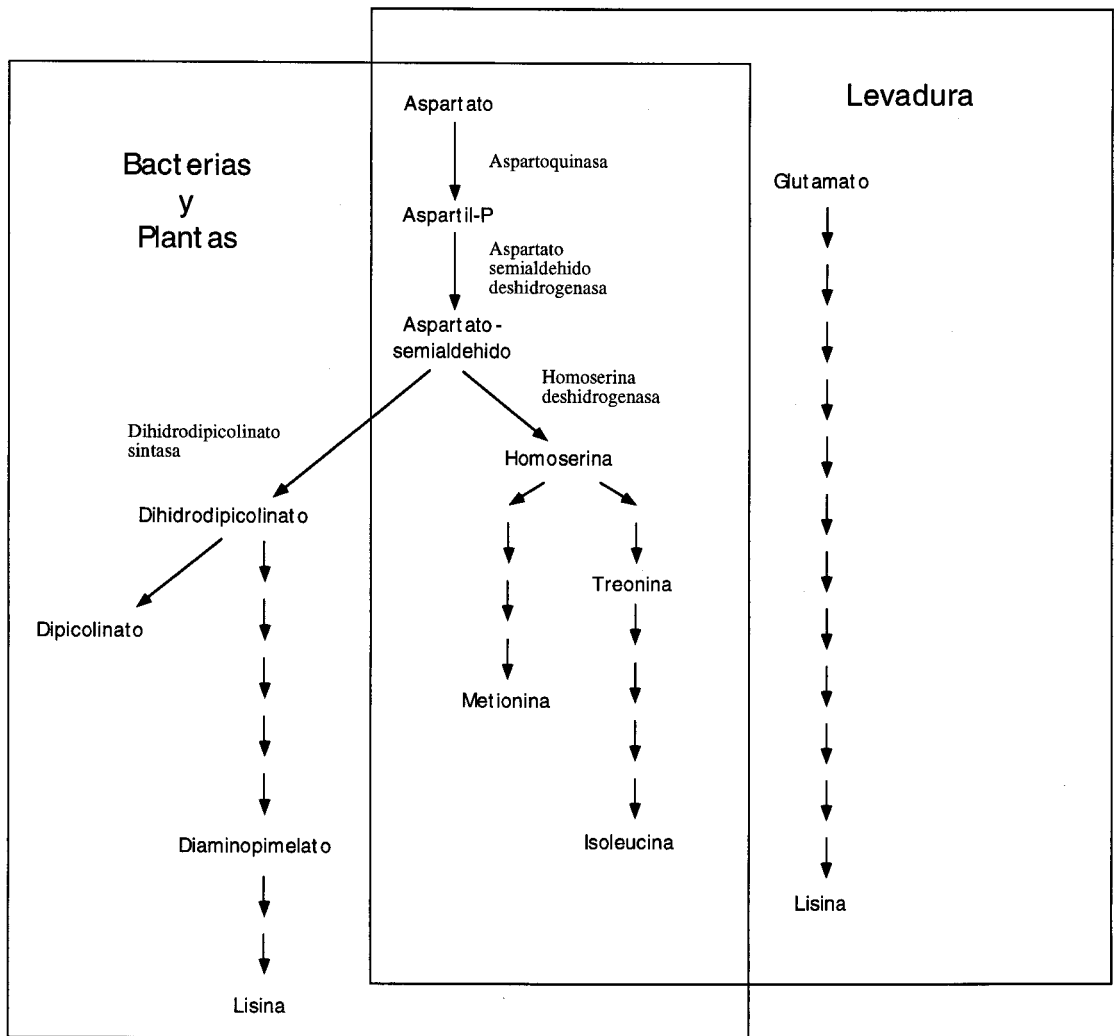 Levadura
Bacterias
y
Plantas
Aspartato
Aspartoquinasa
Aspartil-P
Aspartato
semialdehido
deshidrogenasa
Aspartato-
semialdehido
Homoserina
deshidrogenasa
Dihidrodipicolinato
sintasa
Homoserina
Dihidrodipicolinato
Dipicolinato
Treonina
Metionina
Diaminopimelato
Isoleucina
Lisina
Glutamato
Lisina